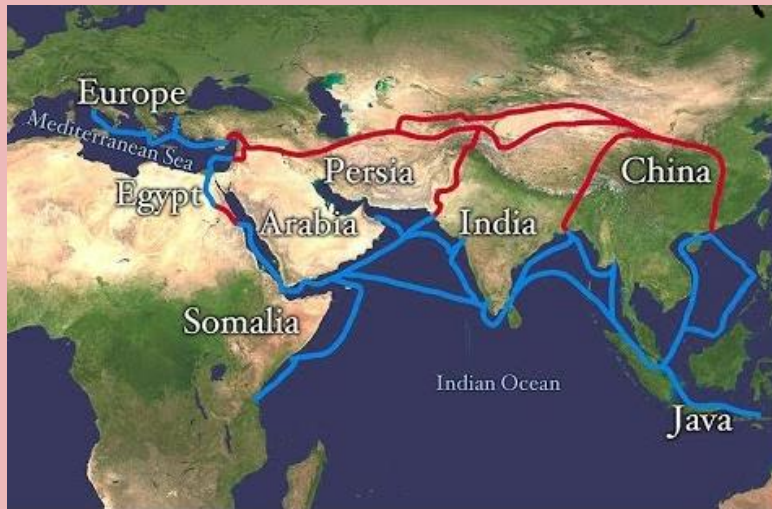 Europe
Mediterranean Sea
Egypt
Arabia
Persia
India
China
Somalia
Indian Ocean
Java